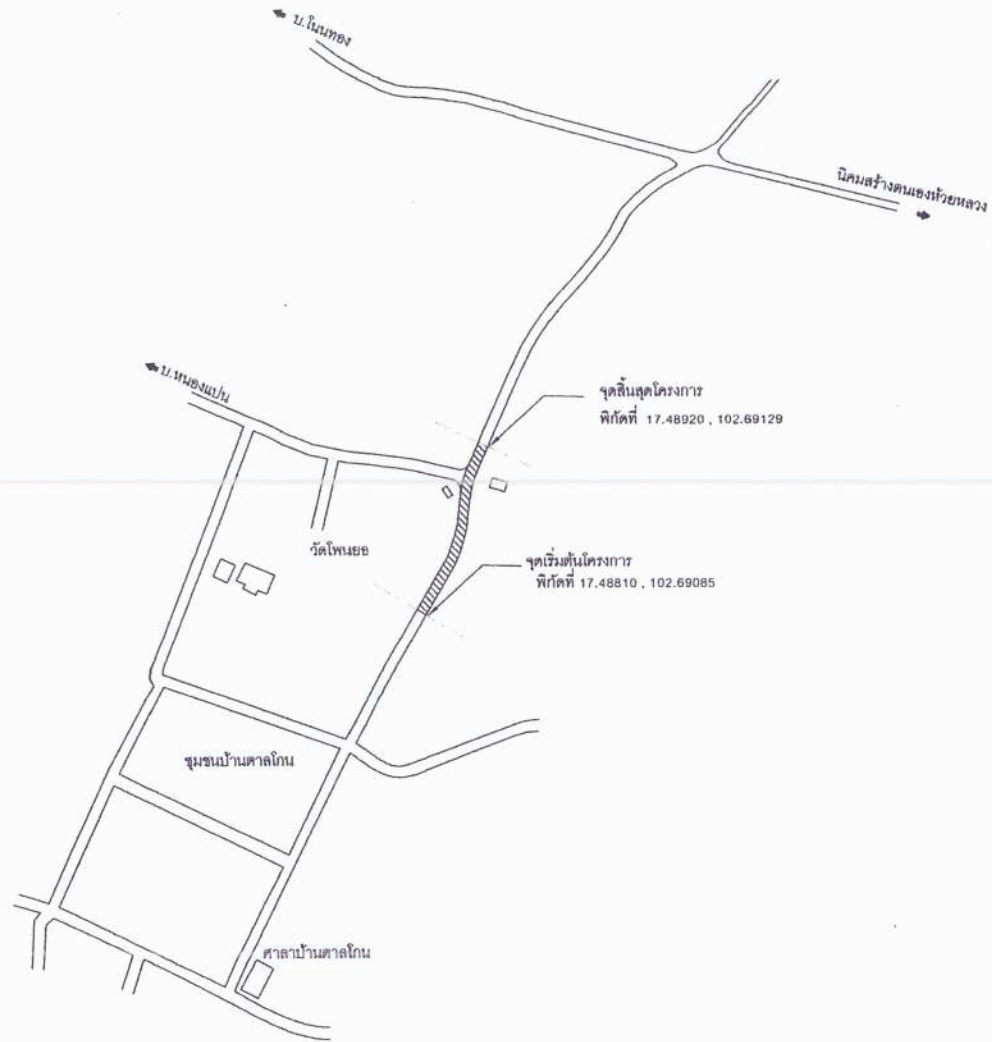 บ.โนนทอง
นิคมสร้างตนเองห้วยหลวง
บ.หนองแปน
จุดสิ้นสุดโครงการ
พิกัดที่ 17.48920 , 102.69129
วัดโพนยอ
จุดเริ่มต้นโครงการ
พิกัดที่ 17.48810 , 102.69085
ชุมชนบ้านตาลโกน
ศาลาบ้านตาลโกน